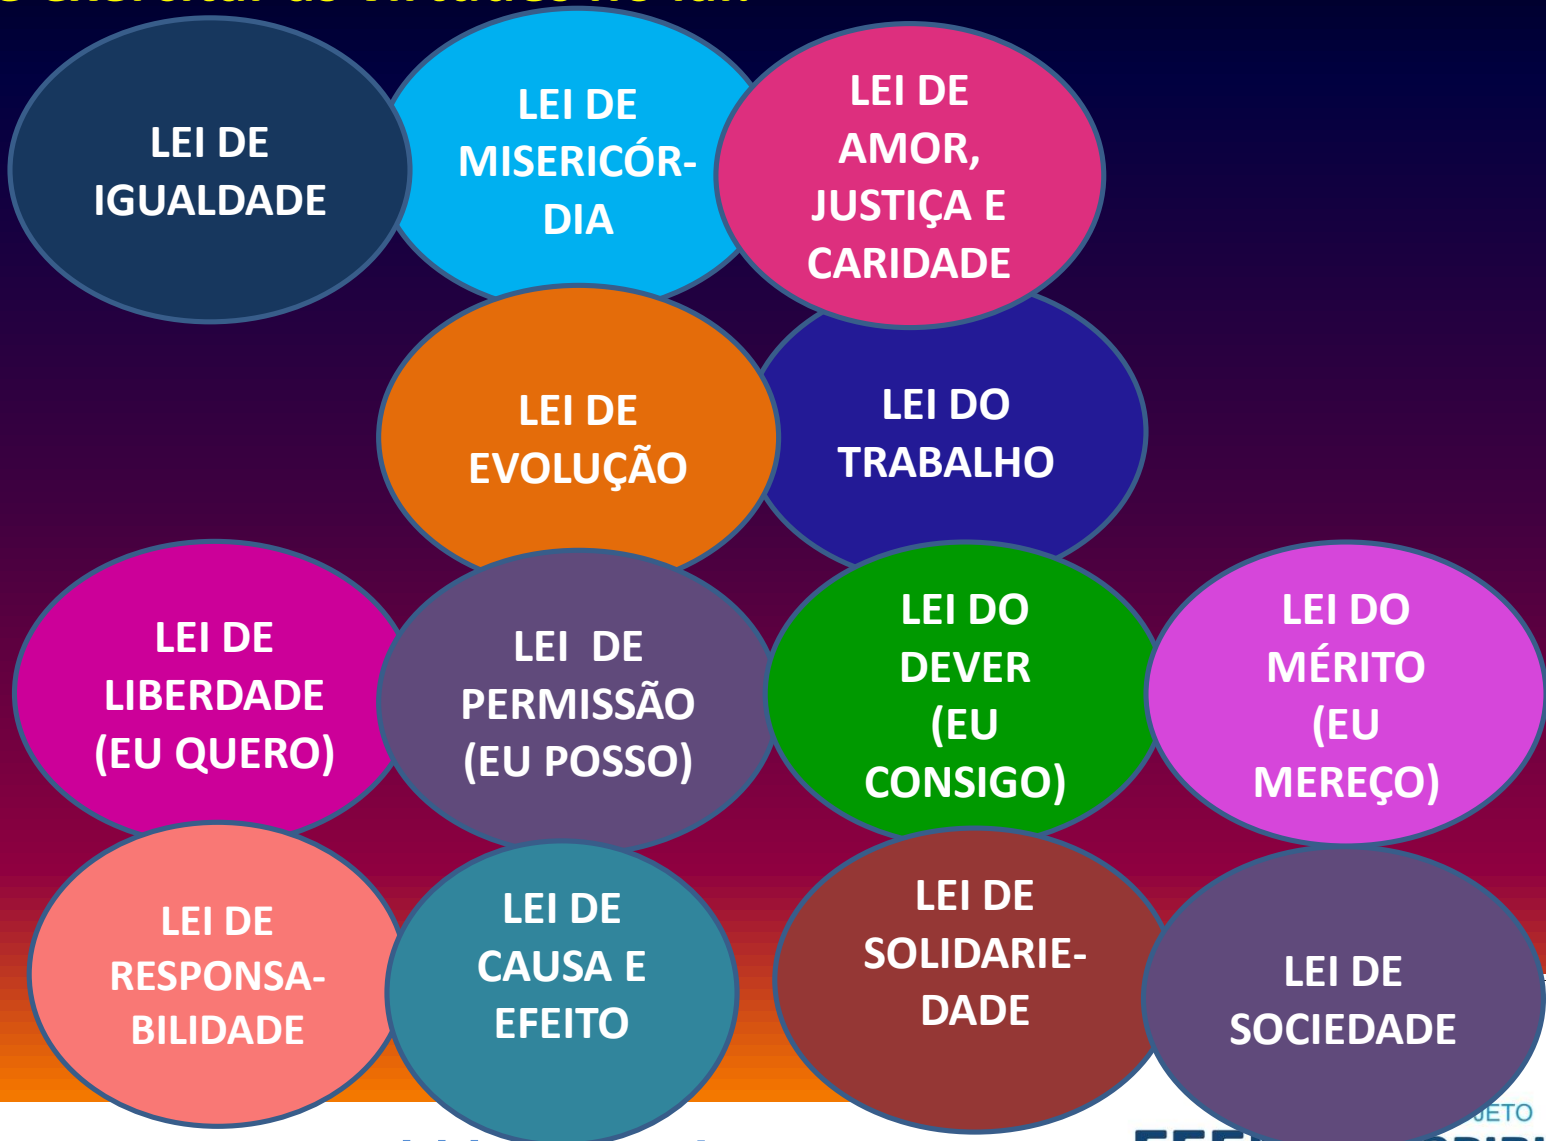 LEI DE
IGUALDADE
LEI DE
MISERICÓR-
DIA
LEI DE
AMOR,
JUSTIÇA E
CARIDADE
LEI DE
EVOLUÇÃO
LEI DO
TRABALHO
LEI DE
LIBERDADE
(EU QUERO)
LEI DE
PERMISSÃO
(EU POSSO)
LEI DO
DEVER
(EU
CONSIGO)
LEI DO
MÉRITO
(EU
MEREÇO)
LEI DE
RESPONSA-
BILIDADE
LEI DE
CAUSA E
EFEITO
LEI DE
SOLIDARIE-
DADE
LEI DE
SOCIEDADE